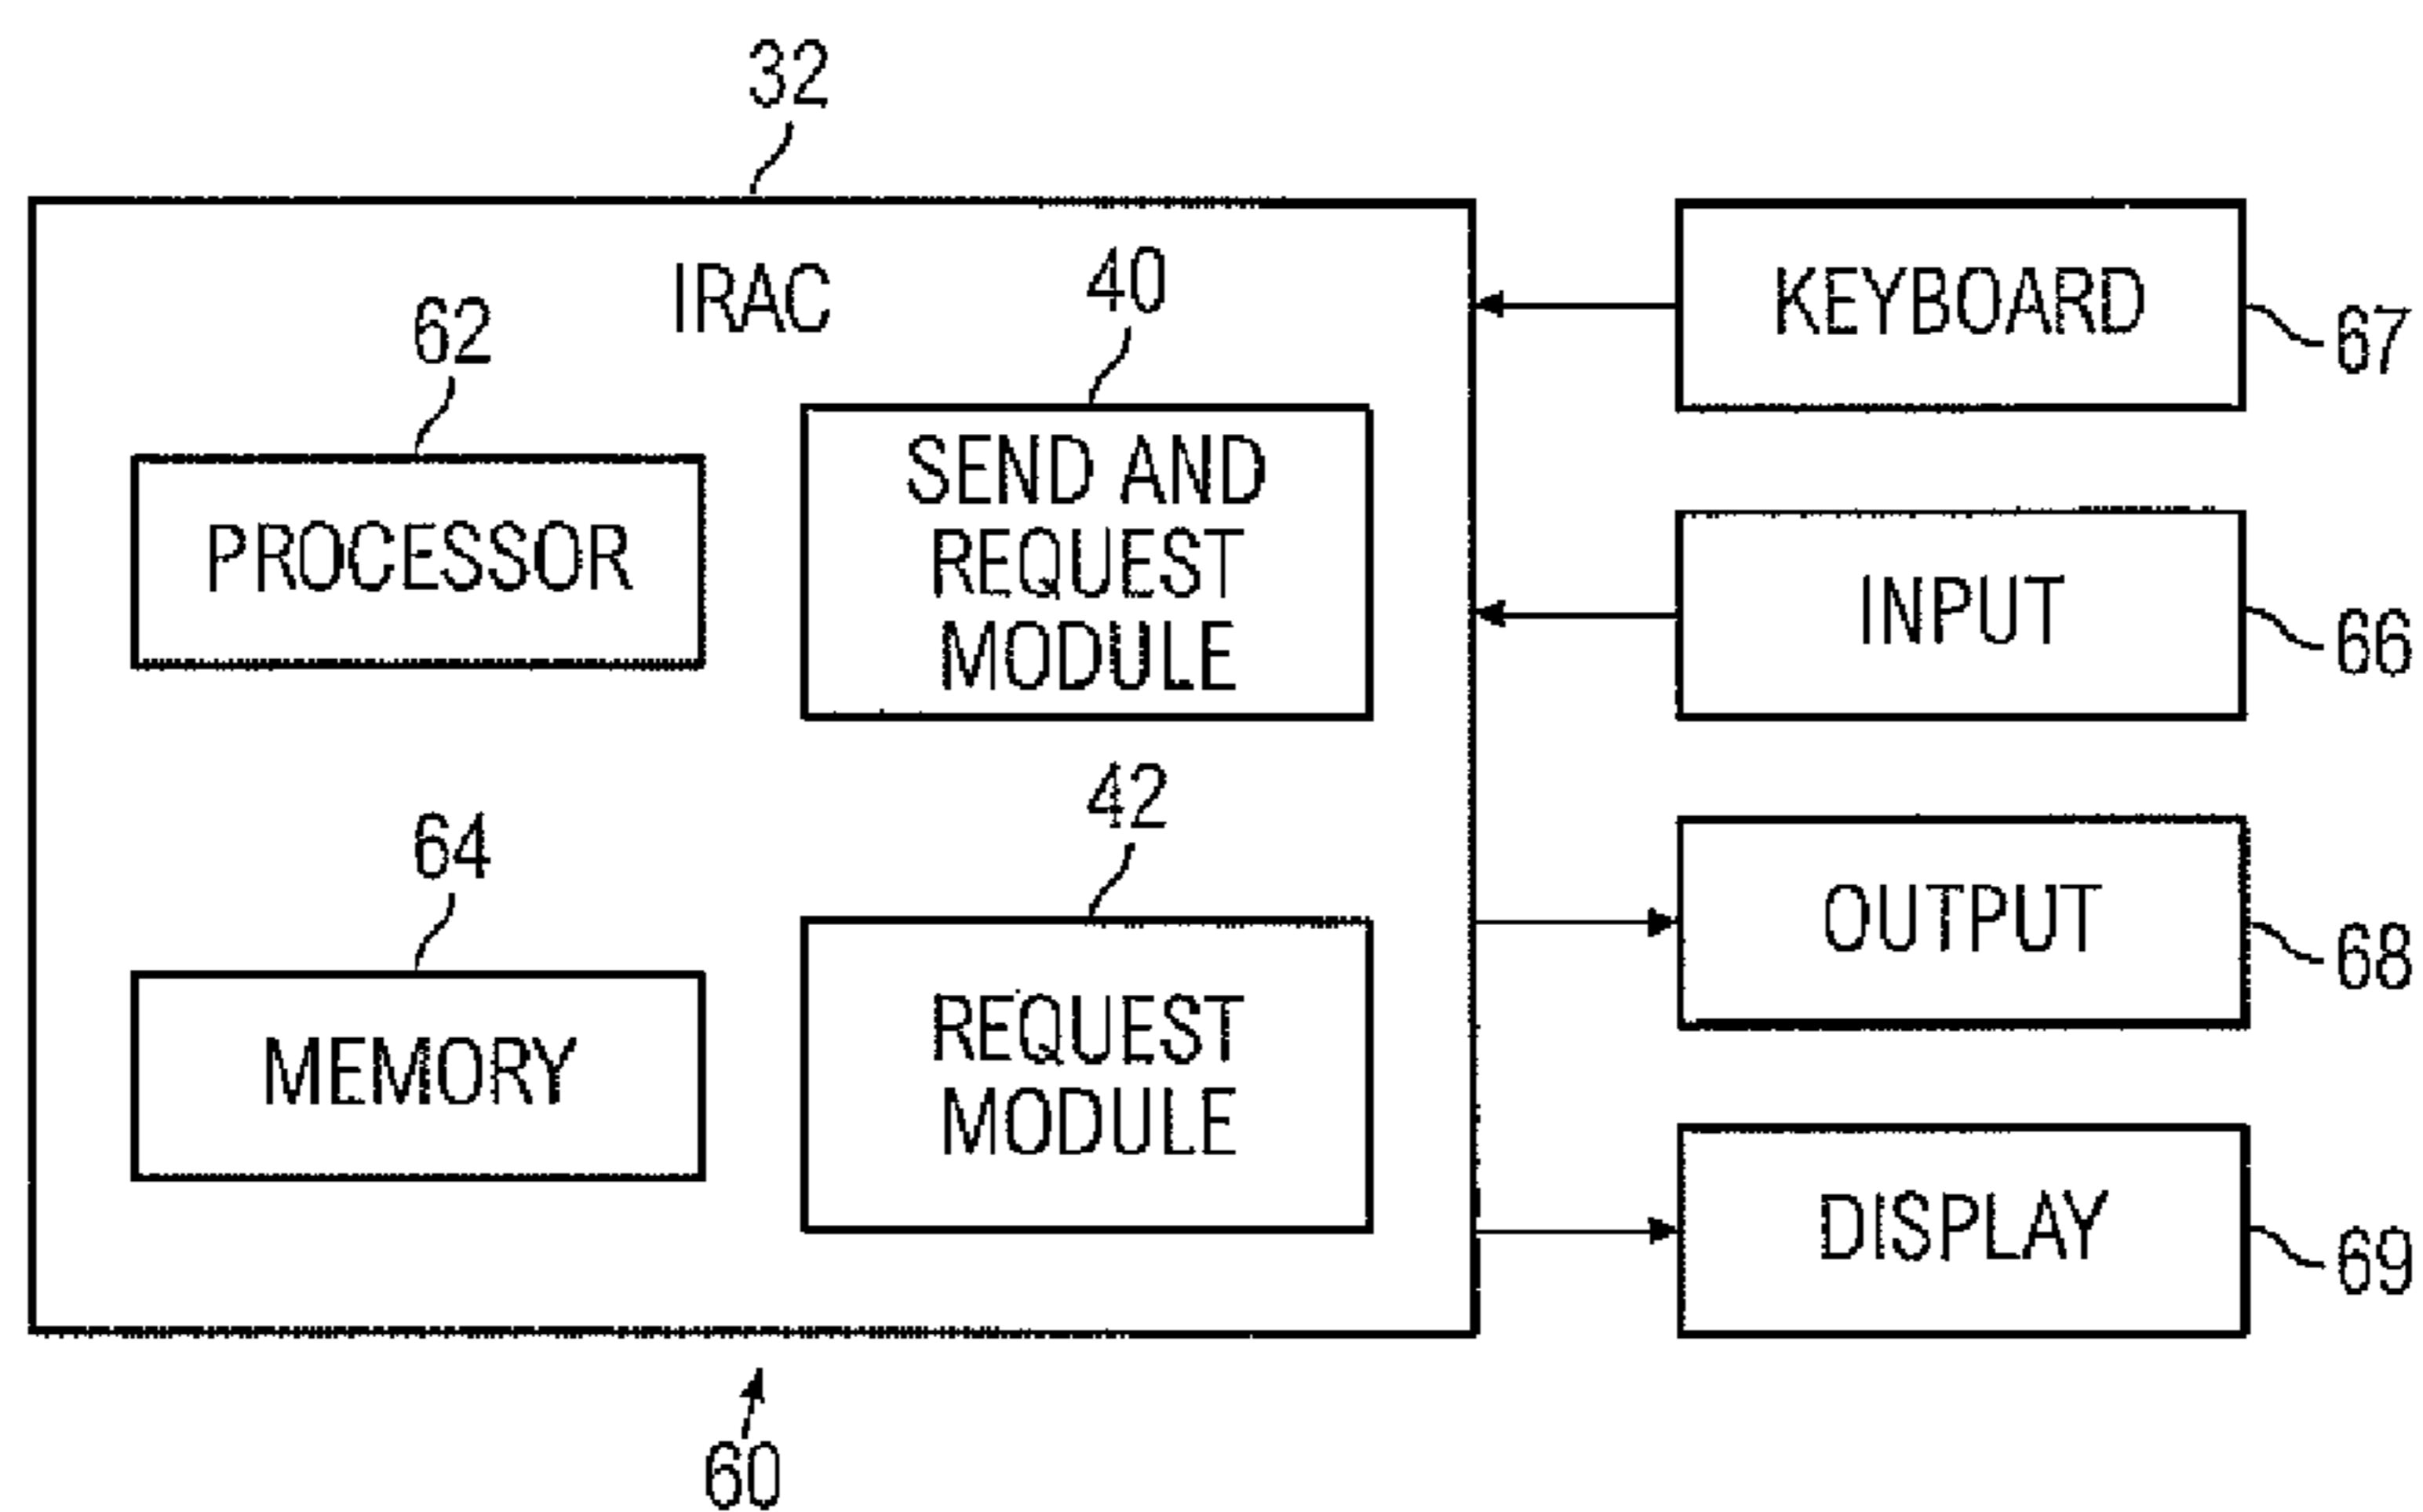 32
IRAC
62
PROCESSOR
40
SEND AND
REQUEST
MODULE
64
MEMORY
42
REQUEST
MODULE
KEYBOARD
67
INPUT
66
OUTPUT
68
DISPLAY
69
60